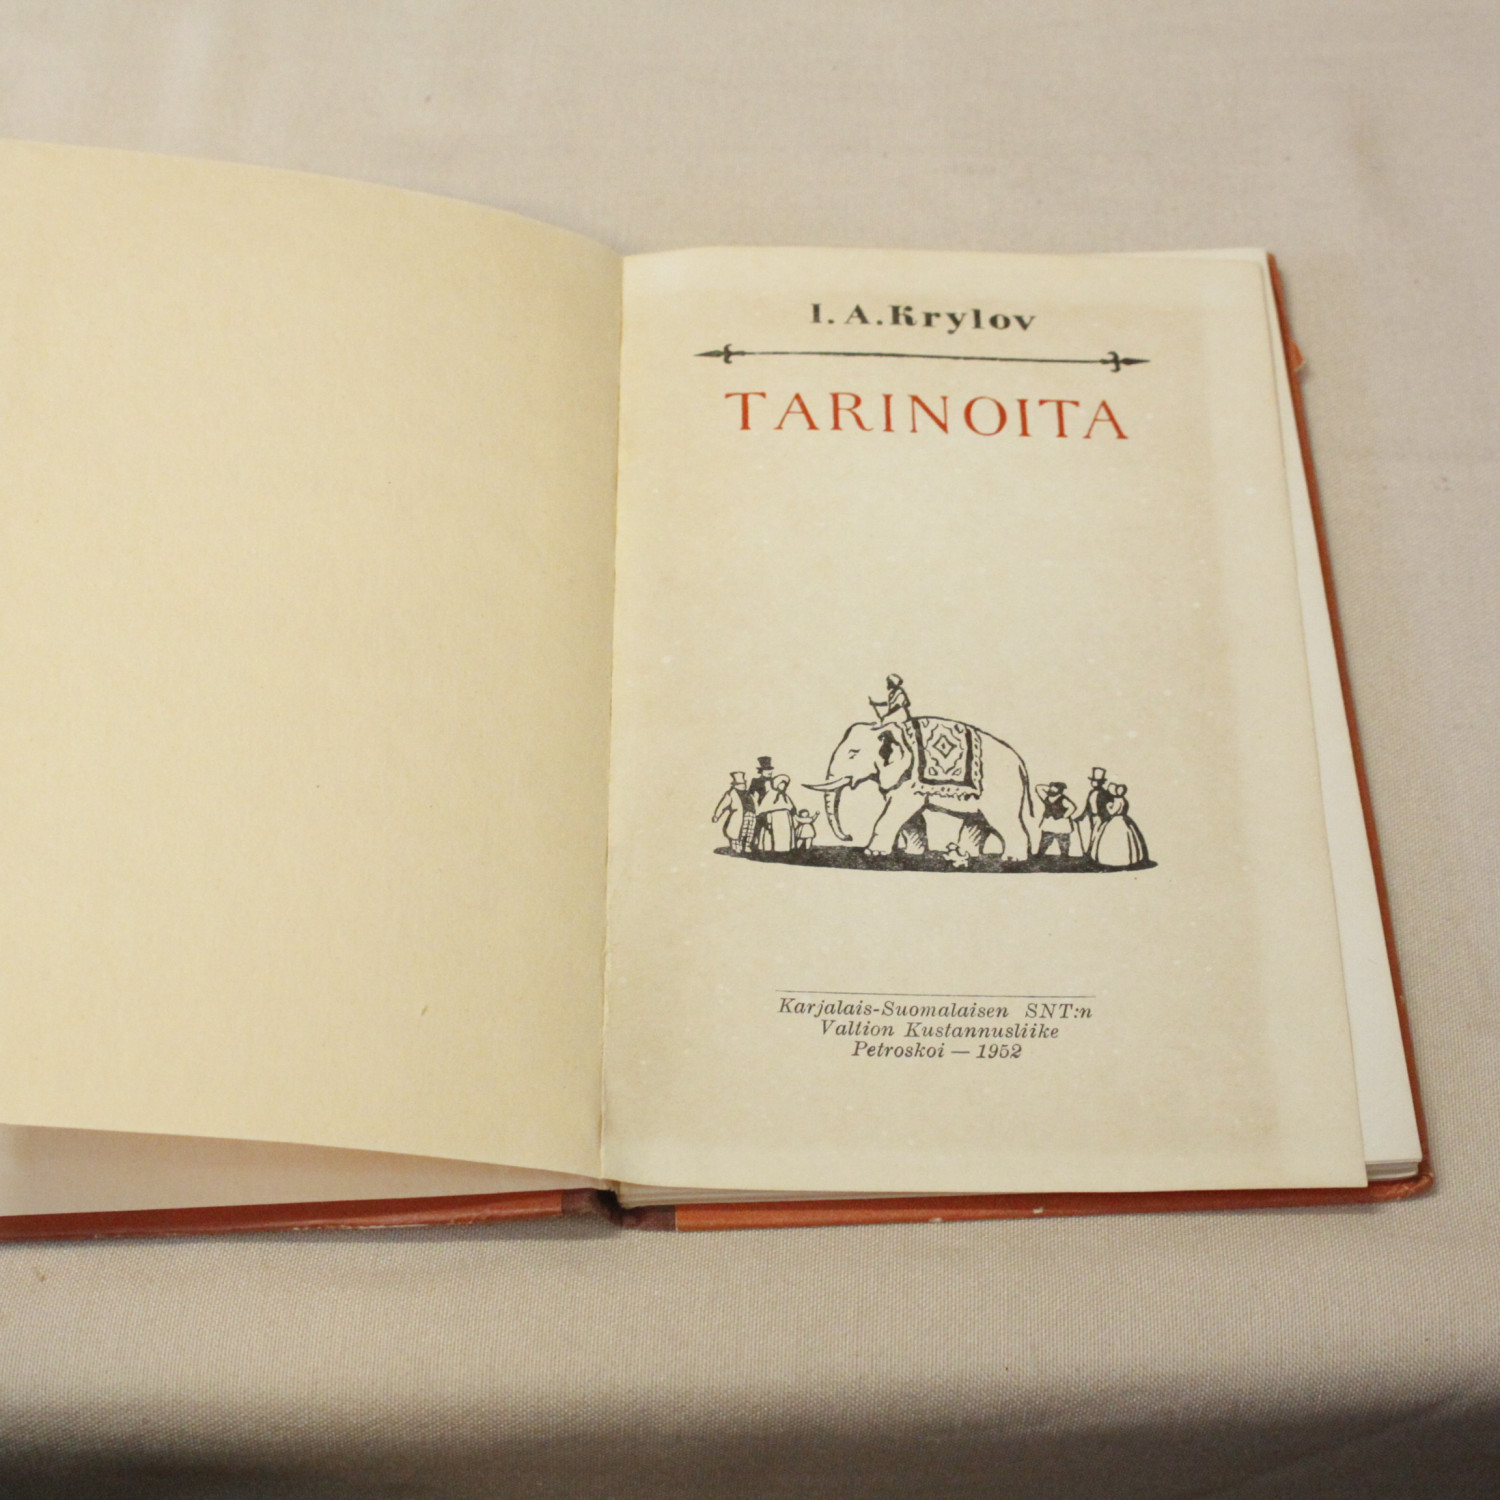 I. A. Krylov
TARINOITA
Karjalais-Suomalaisen SNT:n
Valtion Kustannusliike
Petroskoi — 1952